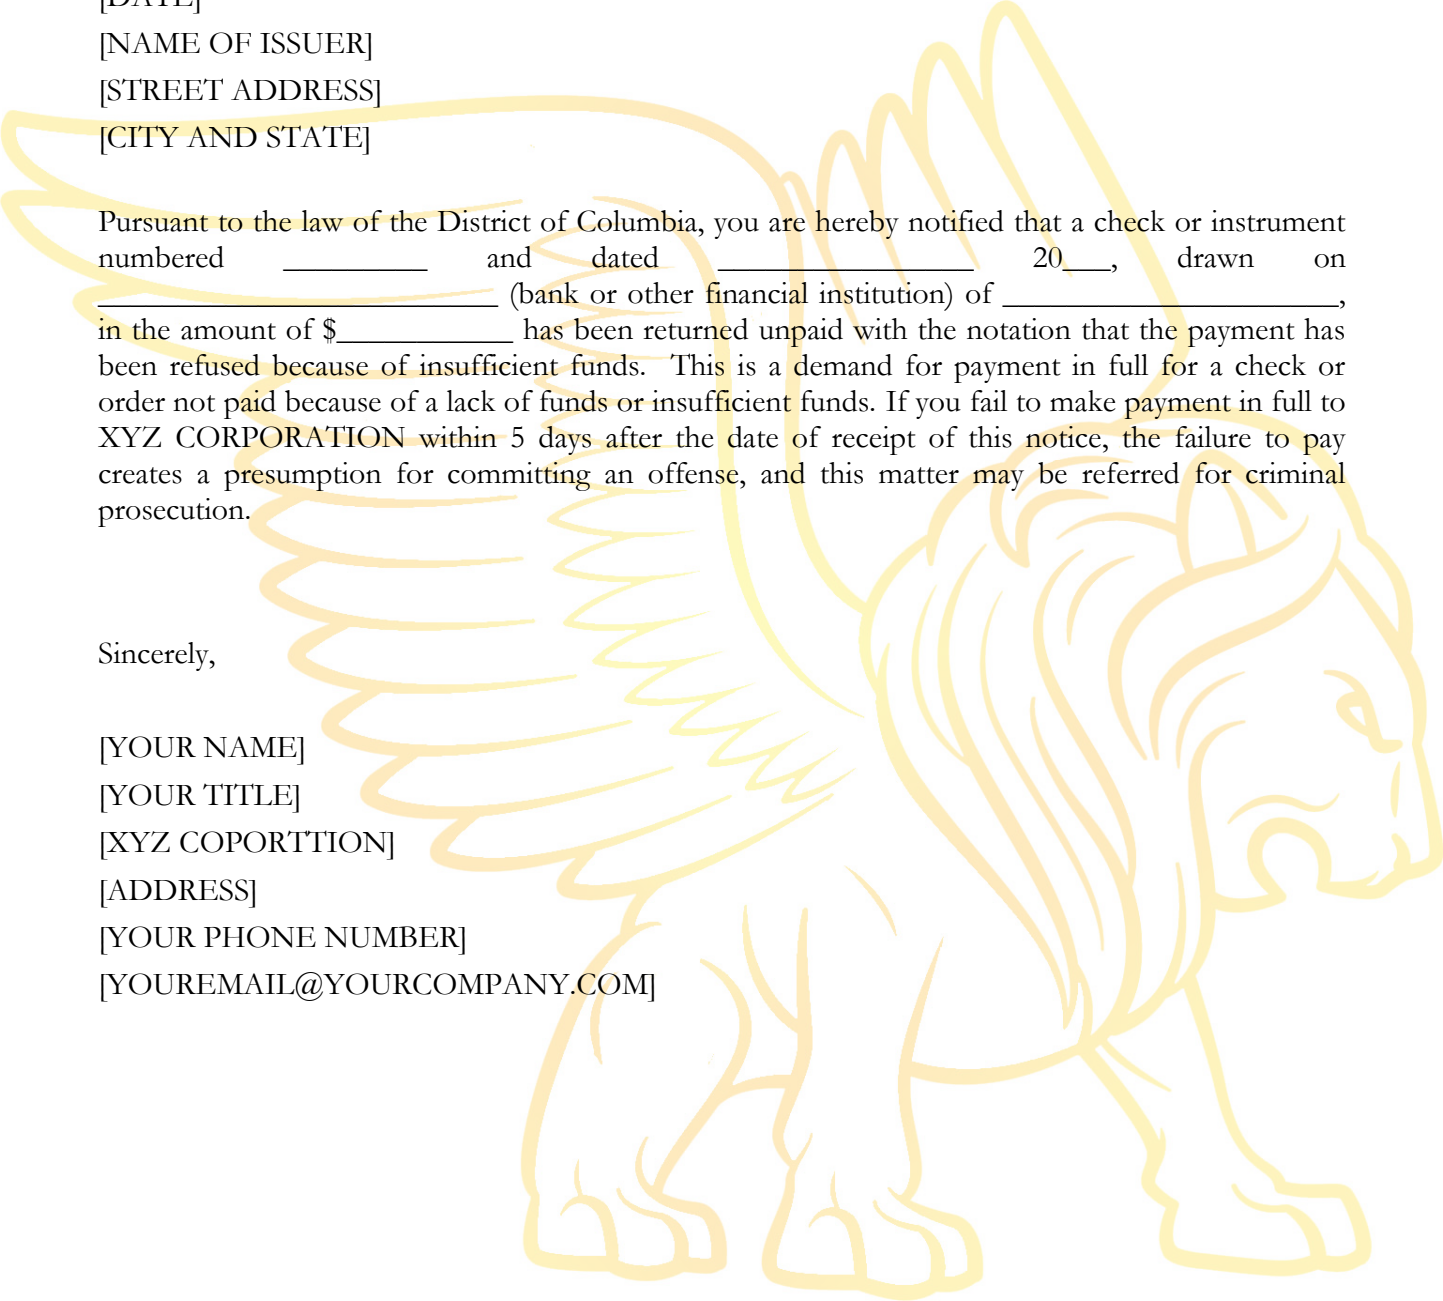 [DATE]
[NAME OF ISSUER]
[STREET ADDRESS]
[CITY AND STATE]
Pursuant to the law of the District of Columbia, you are hereby notified that a check or instrument
numbered _________ and dated ________________ 20___, drawn on
_________________________ (bank or other financial institution) of _____________________,
in the amount of $___________ has been returned unpaid with the notation that the payment has
been refused because of insufficient funds. This is a demand for payment in full for a check or
order not paid because of a lack of funds or insufficient funds. If you fail to make payment in full to
XYZ CORPORATION within 5 days after the date of receipt of this notice, the failure to pay
creates a presumption for committing an offense, and this matter may be referred for criminal
prosecution.
Sincerely,
[YOUR NAME]
[YOUR TITLE]
[XYZ COPORTTION]
[ADDRESS]
[YOUR PHONE NUMBER]
[YOUREMAIL@YOURCOMPANY.COM]